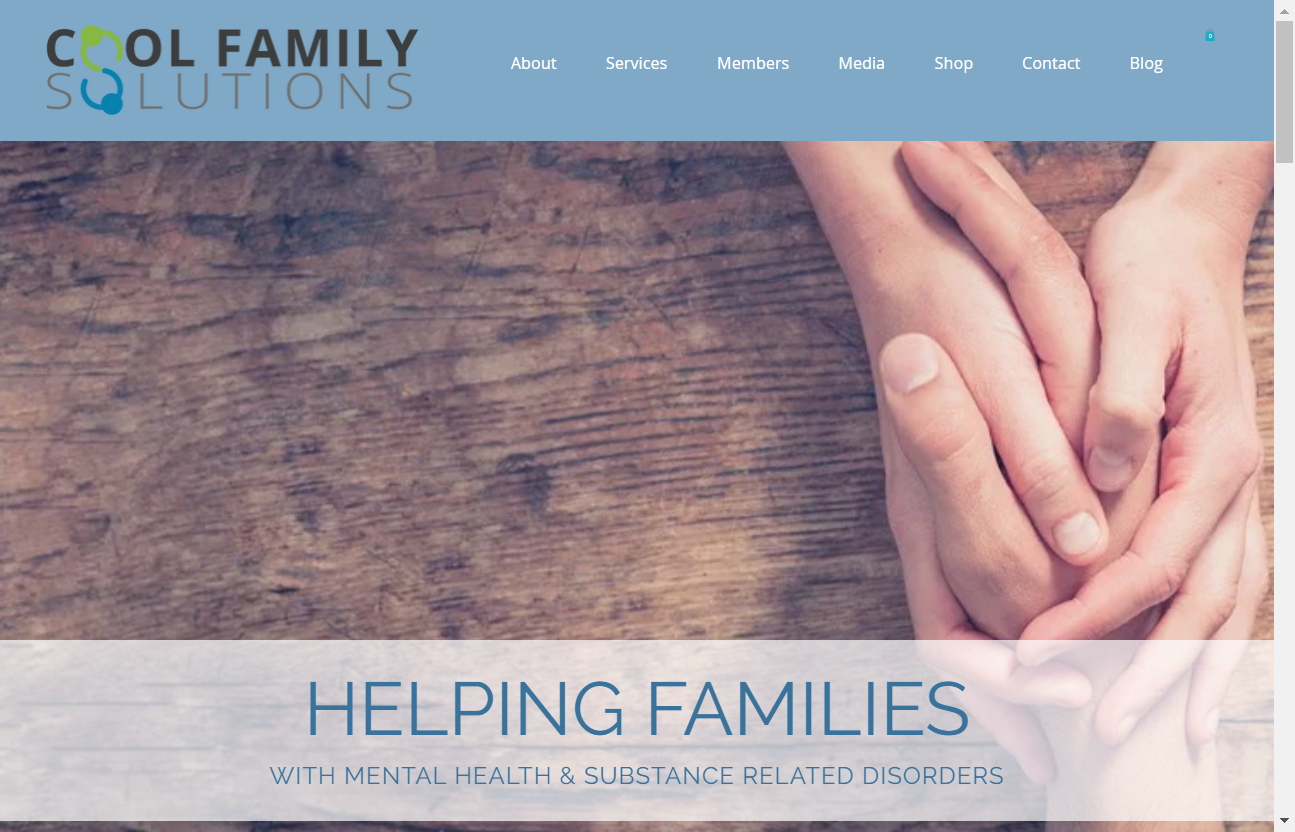 COOL FAMILY
SOLUTIONS
About Services Members Media Shop Contact Blog
0
HELPING FAMILIES
WITH MENTAL HEALTH & SUBSTANCE RELATED DISORDERS